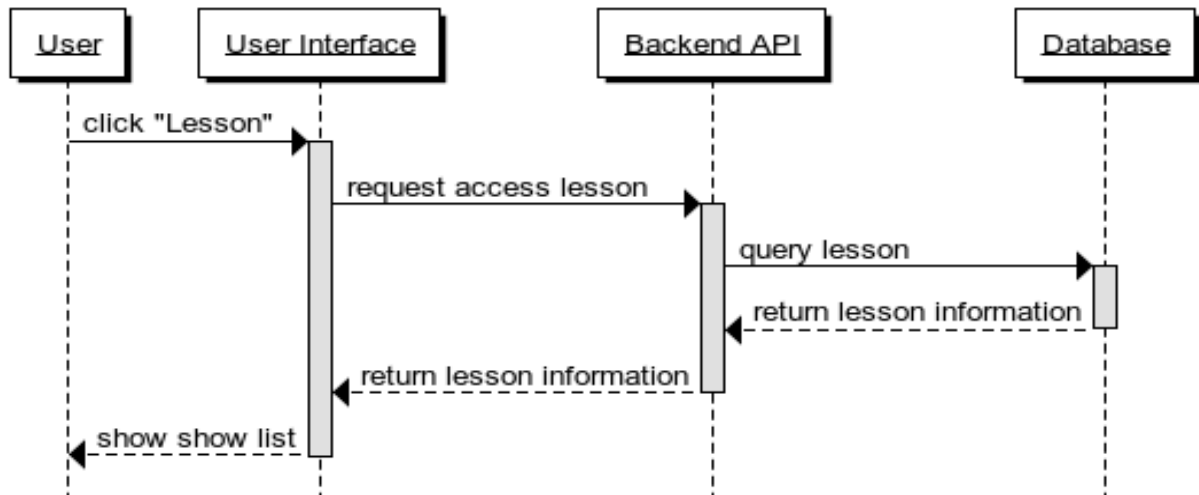 User
User Interface
Backend API
Database
click "Lesson"
request access lesson
query lesson
return lesson information
return lesson information
show show list